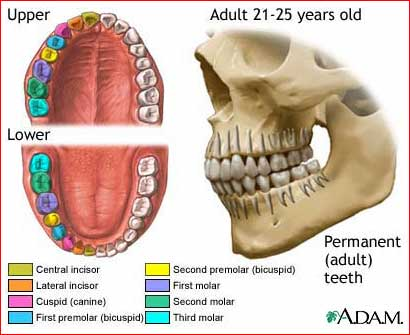 Upper
Adult 21-25 years old
Lower
Permanent
(adult)
teeth
Central incisor
Lateral incisor
Cuspid (canine)
First premolar (bicuspid)
Second premolar (bicuspid)
First molar
Second molar
Third molar
ADAM.